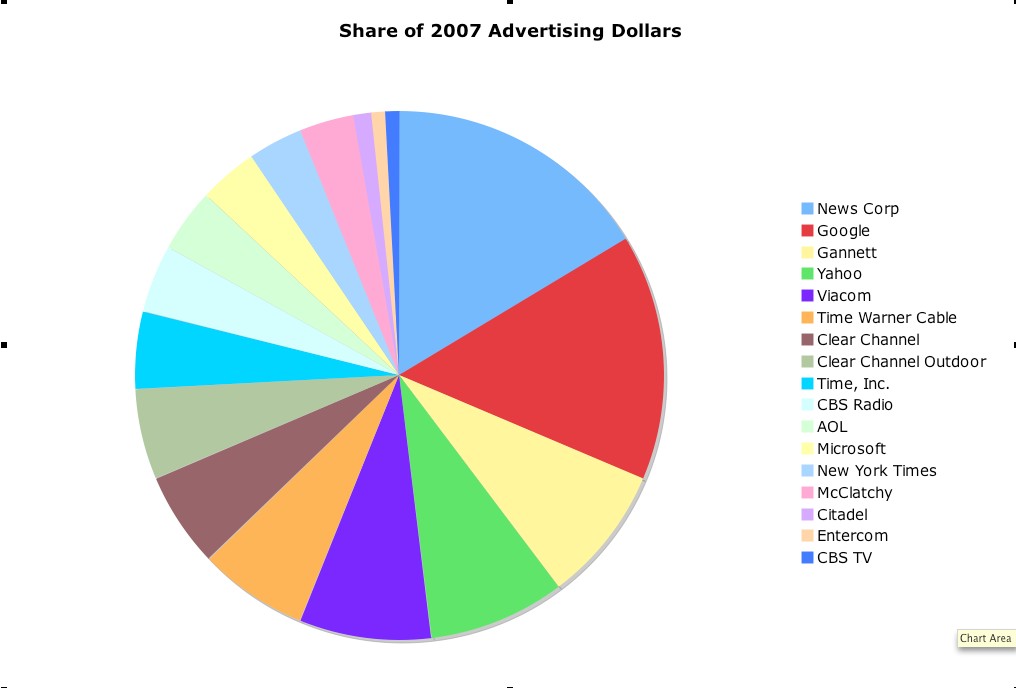 Share of 2007 Advertising Dollars
News Corp
Google
Gannett
Yahoo
Viacom
Time Warner Cable
Clear Channel
Clear Channel Outdoor
Time, Inc.
CBS Radio
AOL
Microsoft
New York Times
McClatchy
Citadel
Entercom
CBS TV
Chart Area